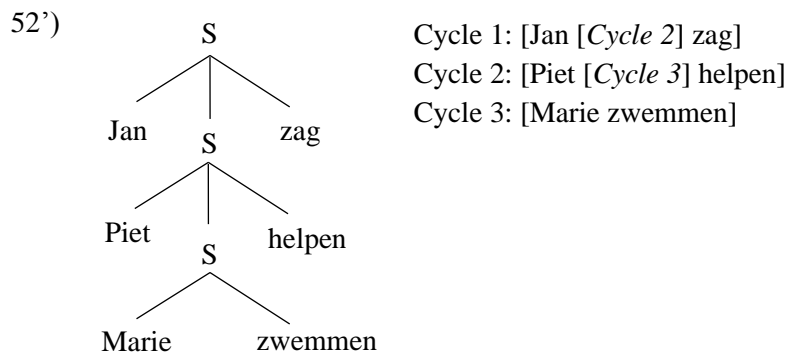 52’)
S
Cycle 1: [Jan [Cycle 2] zag]
Cycle 2: [Piet [Cycle 3] helpen]
Cycle 3: [Marie zwemmen]
Jan zag
S
Piet helpen
S
Marie zwemmen